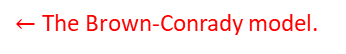 ← The Brown-Conrady model.